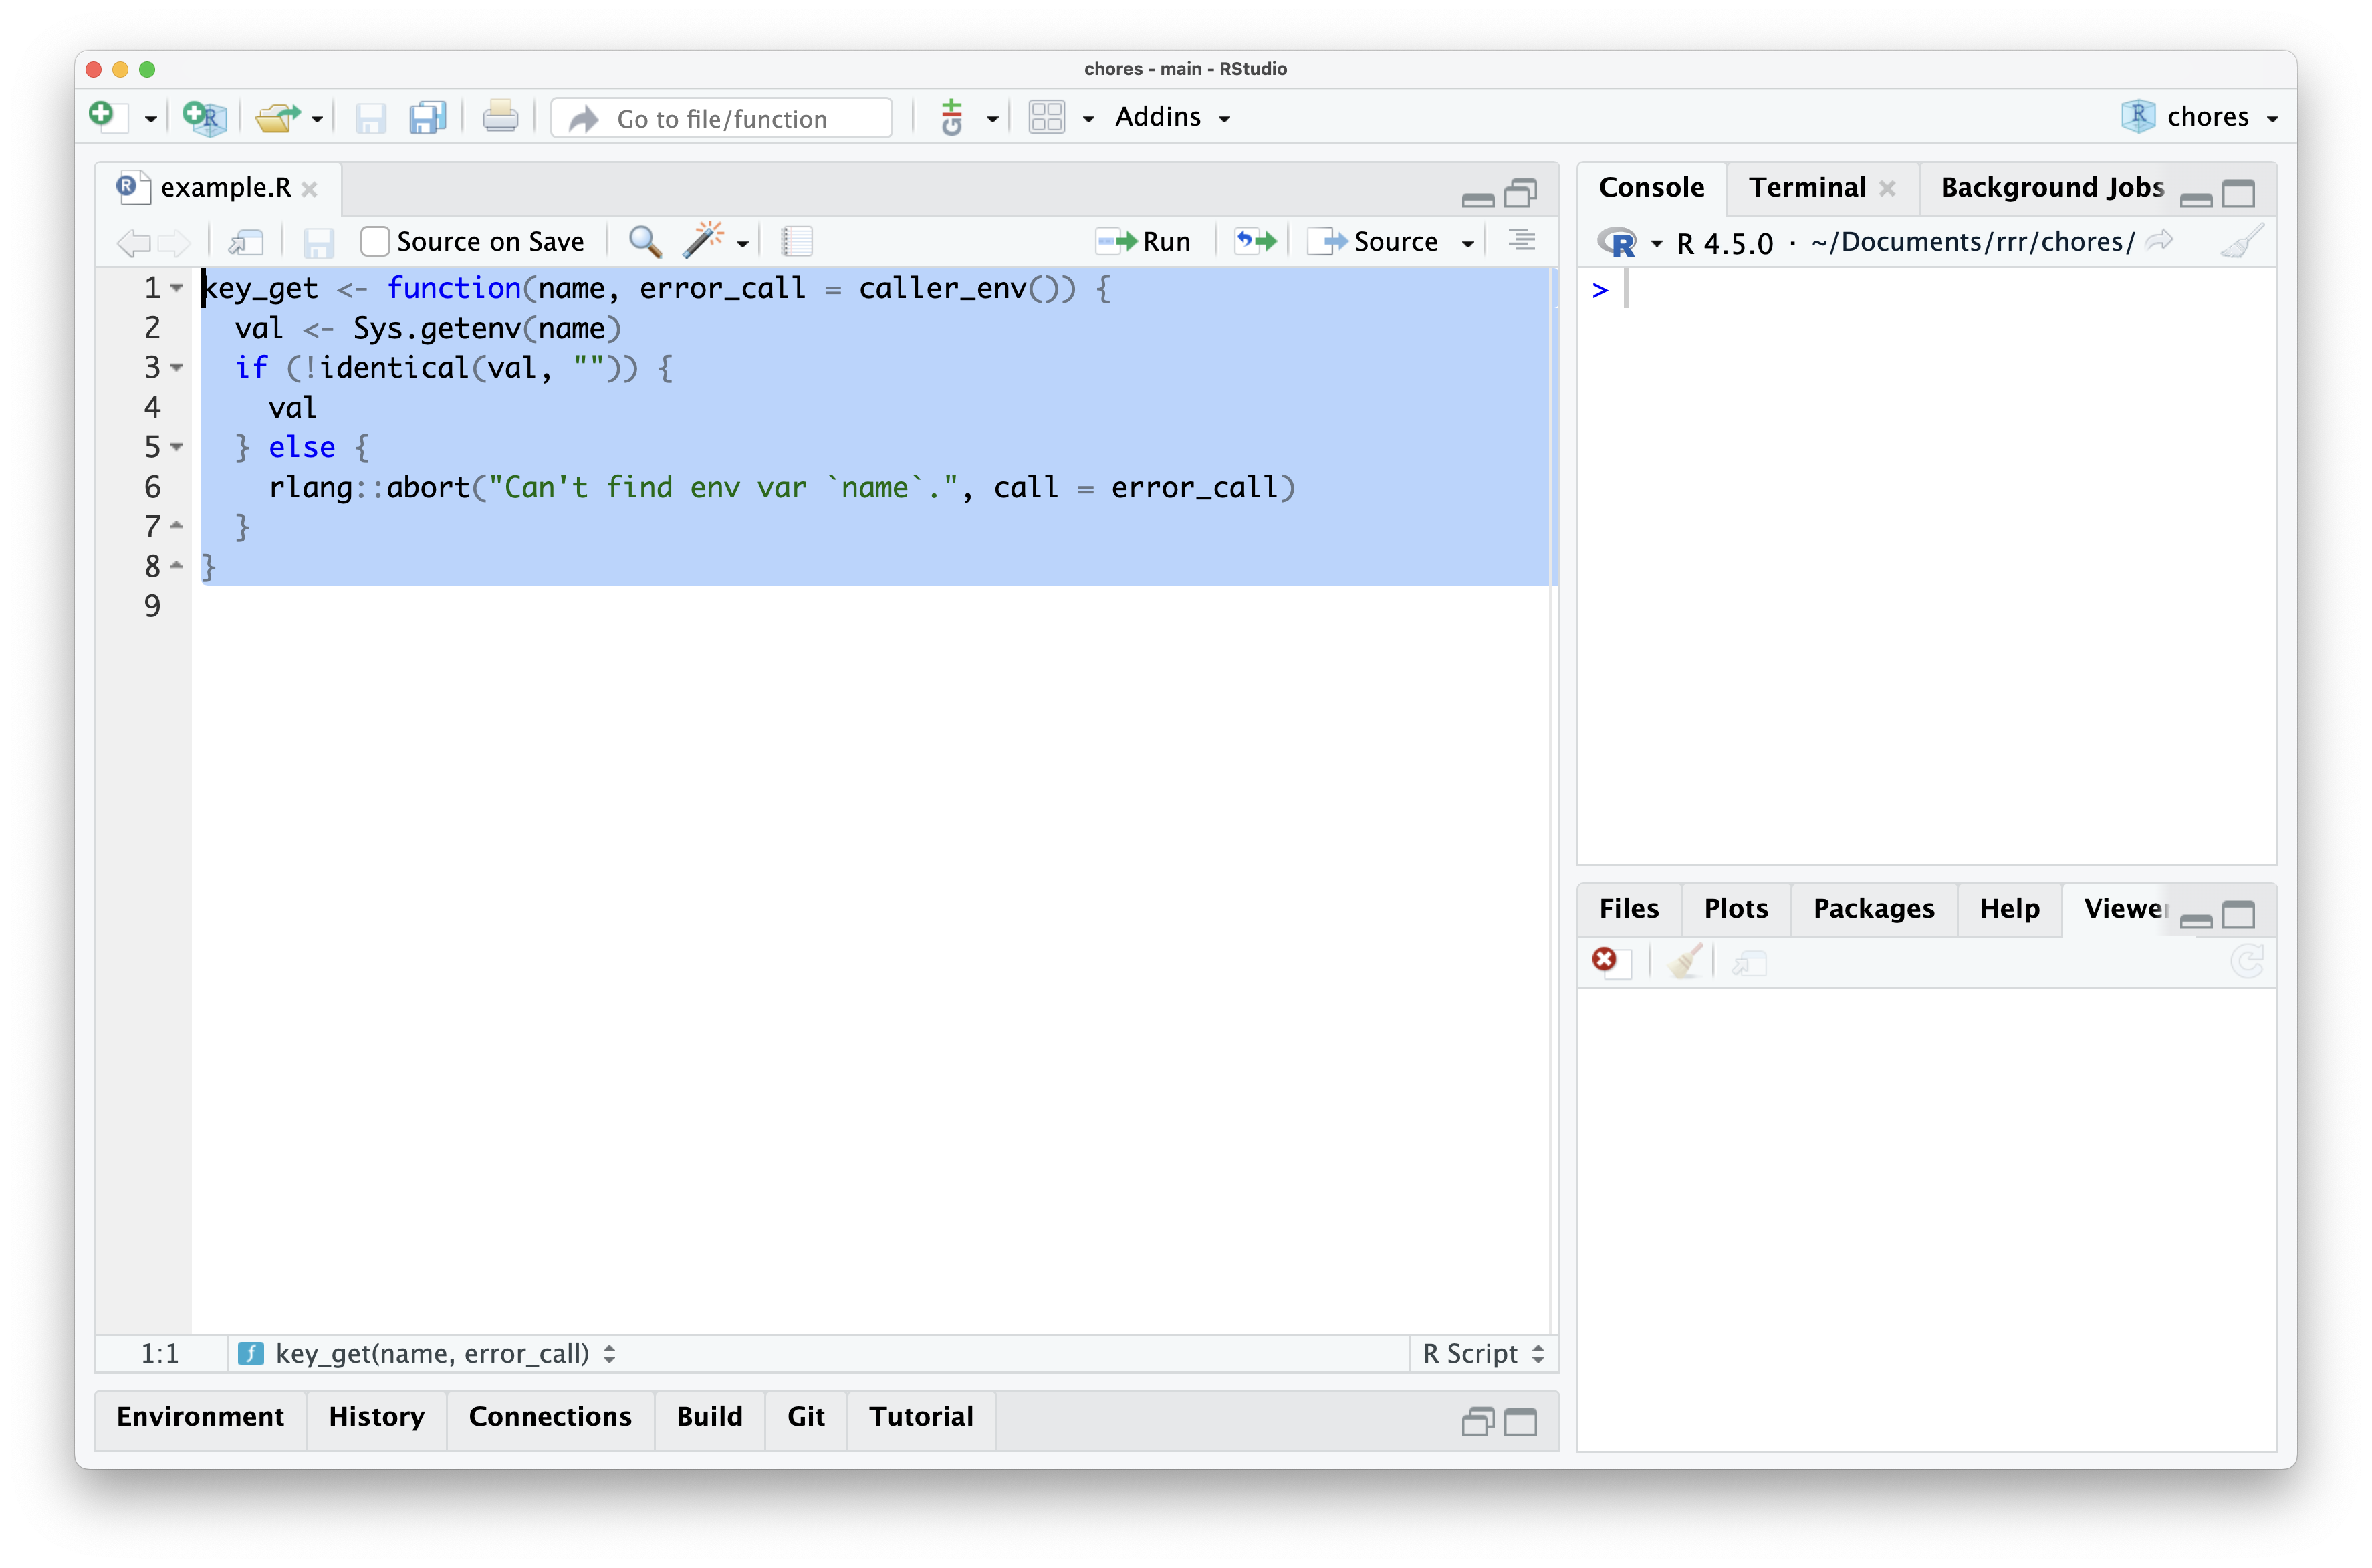 chores - main - RStudio
Go to file/function
Git
Addins
R chores
R example.R
Source on Save
Run
Source
1 key_get <- function(name, error_call = caller_env()) {
2 val <- Sys.getenv(name)
3 if (!identical(val, "")) {
4 val
5 } else {
6 rlang::abort("Can't find env var `name`.", call = error_call)
7 }
8 }
9
1:1 f key_get(name, error_call) R Script
Environment History Connections Build Git Tutorial
Console Terminal Background Jobs
R R 4.5.0 · ~/Documents/rrr/chores/
>
Files Plots Packages Help Viewer